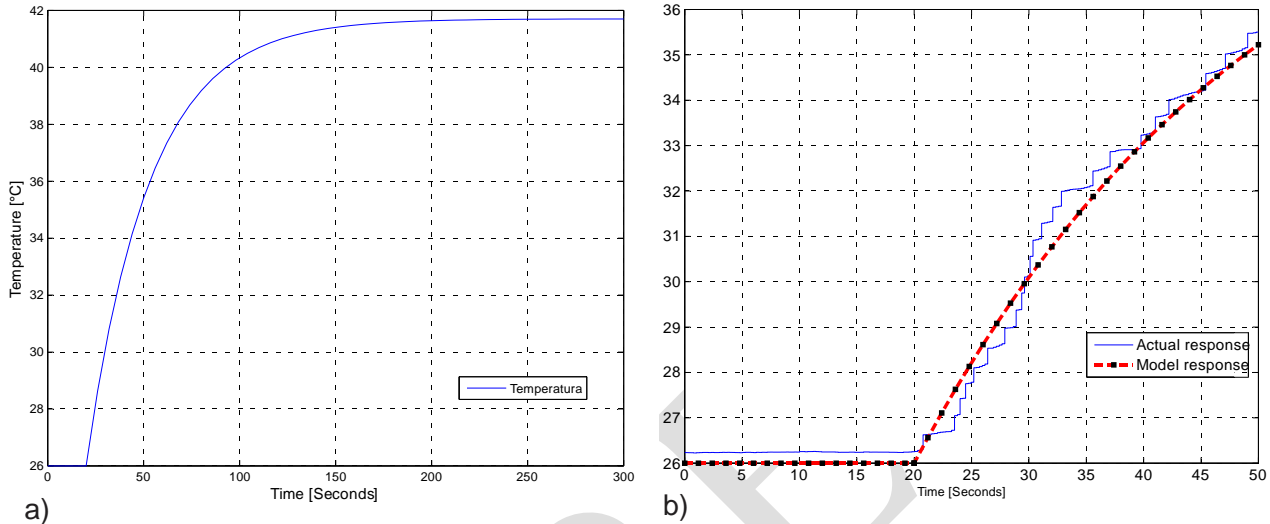 Temperature [°C]
42
40
38
36
34
32
30
28
26
Temperatura
0 50 100 150 200 250 300
Time [Seconds]
a)
36
35
34
33
32
31
30
29
28
27
26
Actual response
Model response
0 5 10 15 20 25 30 35 40 45 50
Time [Seconds]
b)